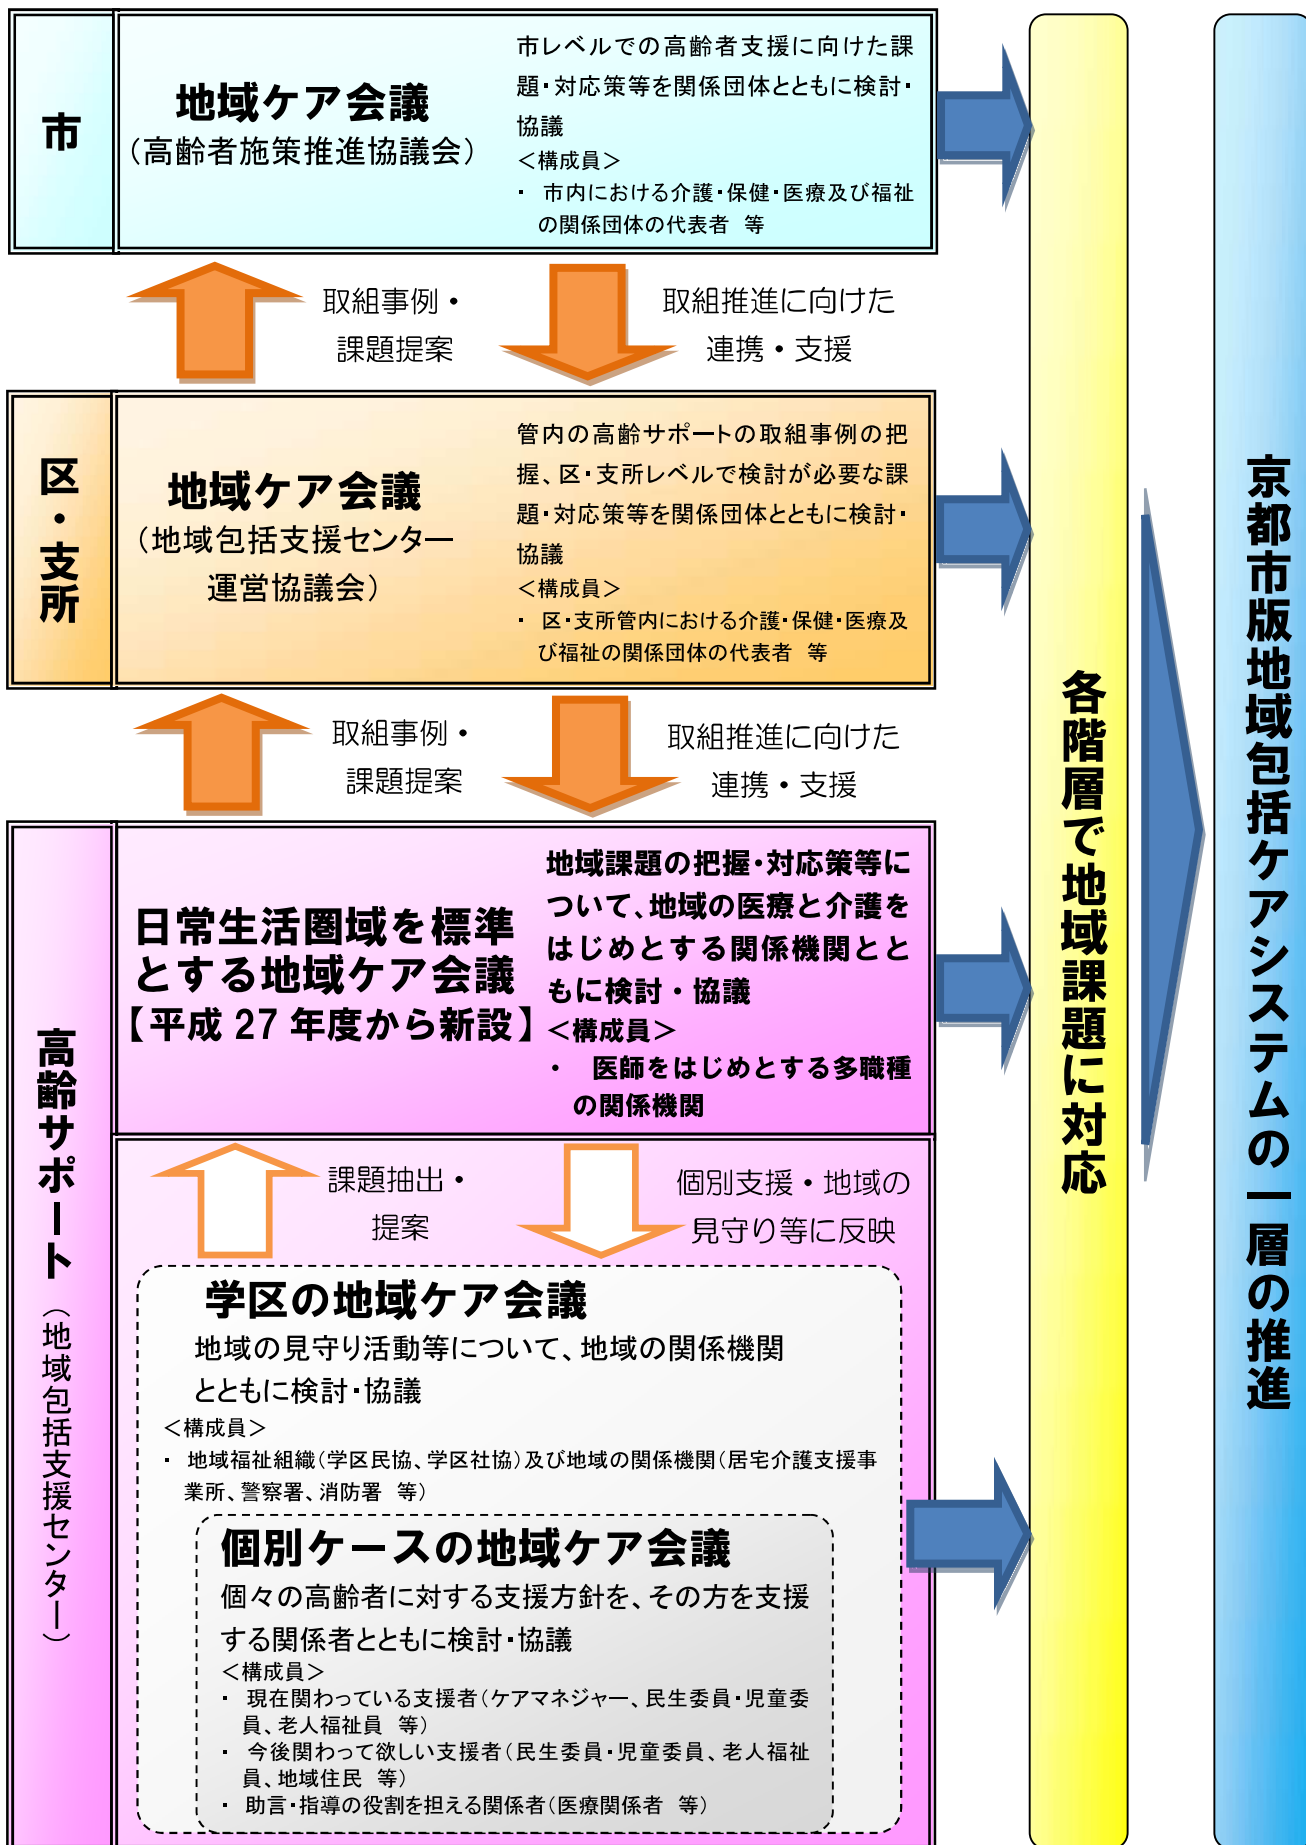 市
地域ケア会議
（高齢者施策推進協議会）
市レベルでの高齢者支援に向けた課
題・対応策等を関係団体とともに検討・
協議
＜構成員＞
・ 市内における介護・保健・医療及び福祉
の関係団体の代表者 等
取組事例・
課題提案
取組推進に向けた
連携・支援
区・支所
地域ケア会議
（地域包括支援センター
運営協議会）
管内の高齢サポートの取組事例の把
握、区・支所レベルで検討が必要な課
題・対応策等を関係団体とともに検討・
協議
＜構成員＞
・ 区・支所管内における介護・保健・医療及
び福祉の関係団体の代表者 等
取組事例・
課題提案
取組推進に向けた
連携・支援
高齢サポート（地域包括支援センター）
日常生活圏域を標準
とする地域ケア会議
【平成 27 年度から新設】
地域課題の把握・対応策等に
ついて、地域の医療と介護を
はじめとする関係機関とと
もに検討・協議
＜構成員＞
・ 医師をはじめとする多職種
の関係機関
課題抽出・
提案
個別支援・地域の
見守り等に反映
学区の地域ケア会議
地域の見守り活動等について、地域の関係機関
とともに検討・協議
＜構成員＞
・ 地域福祉組織（学区民協、学区社協）及び地域の関係機関（居宅介護支援事
業所、警察署、消防署 等）
個別ケースの地域ケア会議
個々の高齢者に対する支援方針を、その方を支援
する関係者とともに検討・協議
＜構成員＞
・ 現在関わっている支援者（ケアマネジャー、民生委員・児童委
員、老人福祉員 等）
・ 今後関わって欲しい支援者（民生委員・児童委員、老人福祉
員、地域住民 等）
・ 助言・指導の役割を担える関係者（医療関係者 等）
各階層で地域課題に対応
京都市版地域包括ケアシステムの一層の推進